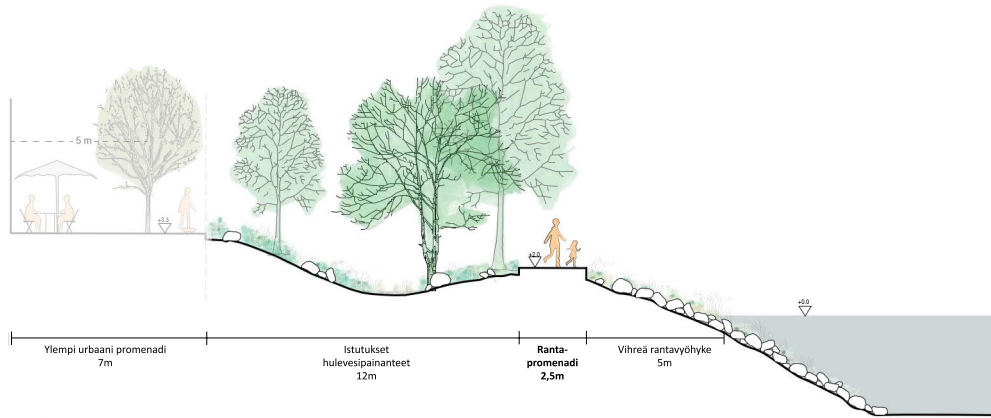 5 m
+3.3
+2.0
+0.0
Ylempi urbaani promenadi
7m
Istutukset
hulevesipainanteet
12m
Ranta-
promenadi
2,5m
Vihreä rantavyöhyke
5m